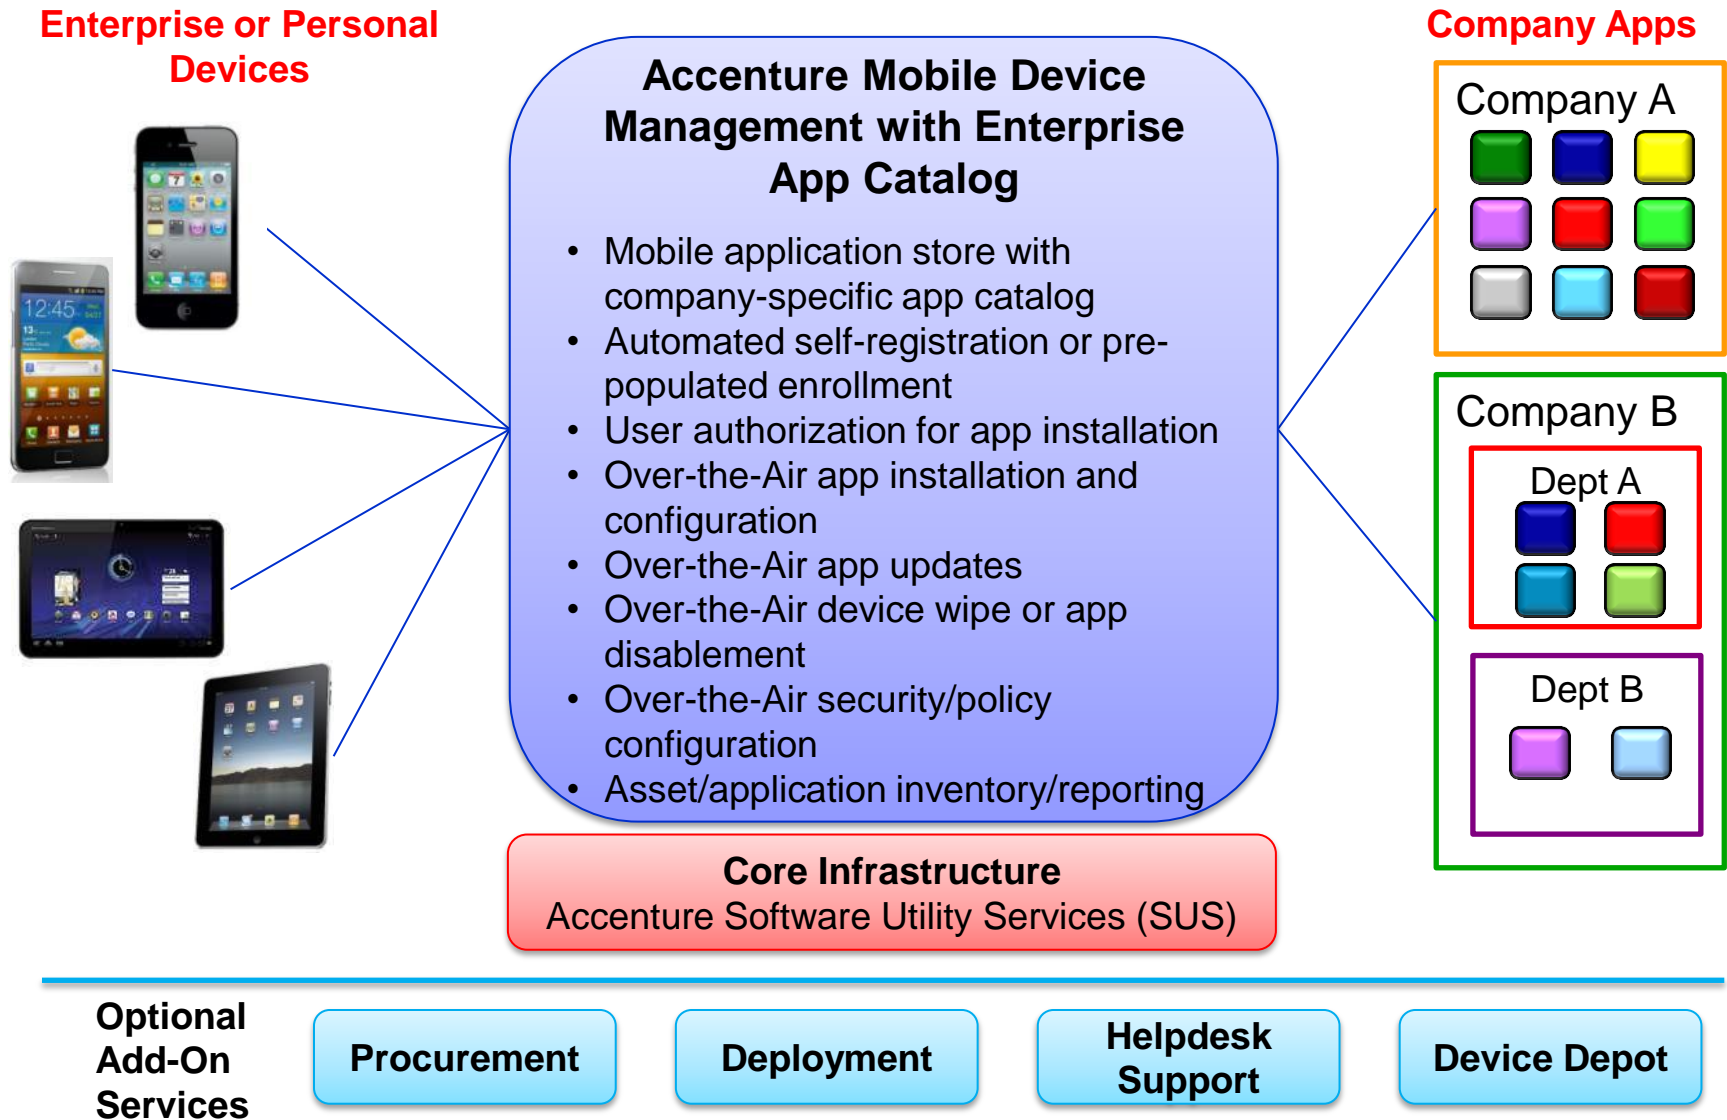 Enterprise or Personal
Devices
Company Apps
Accenture Mobile Device
Management with Enterprise
App Catalog
• Mobile application store with
company-specific app catalog
• Automated self-registration or pre-
populated enrollment
• User authorization for app installation
• Over-the-Air app installation and
configuration
• Over-the-Air app updates
• Over-the-Air device wipe or app
disablement
• Over-the-Air security/policy
configuration
• Asset/application inventory/reporting
Core Infrastructure
Accenture Software Utility Services (SUS)
12:45
Company A
Company B
Dept A
Dept B
Optional
Add-On
Services
Procurement
Deployment
Helpdesk
Support
Device Depot